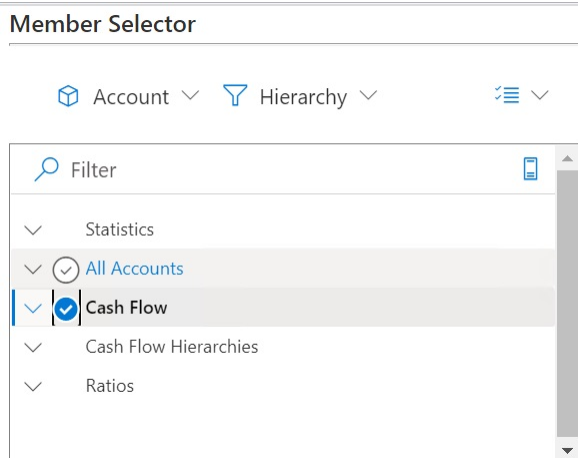 Member Selector
Account Hierarchy
Filter
Statistics
All Accounts
Cash Flow
Cash Flow Hierarchies
Ratios